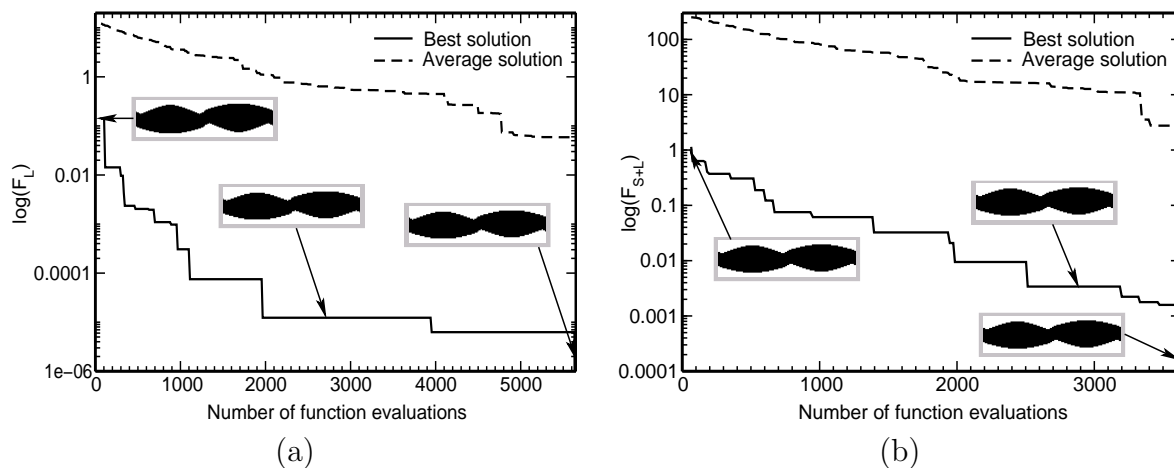 Best solution
Average solution
1
0.01
0.0001
1e-06
log(F_L)
0 1000 2000 3000 4000 5000
Number of function evaluations
(a)
Best solution
Average solution
100
10
1
0.1
0.01
0.001
0.0001
log(F_{S+L})
0 1000 2000 3000
Number of function evaluations
(b)